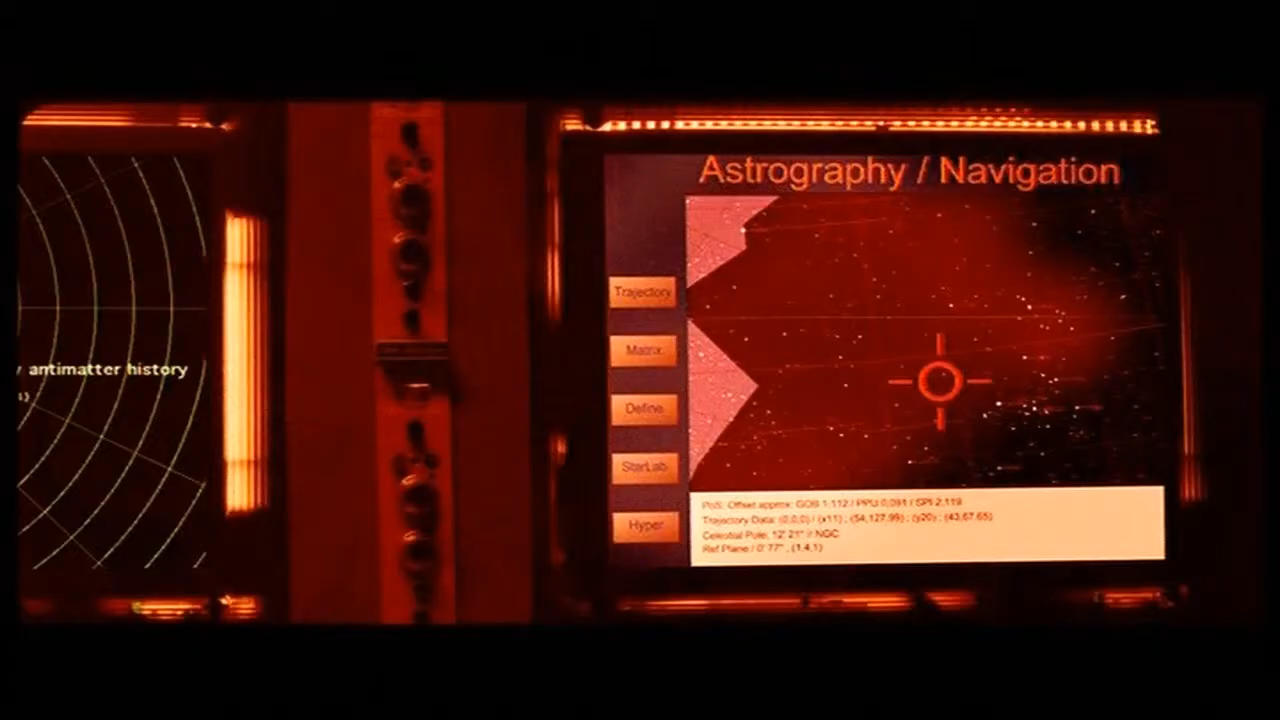 antimatter history
Astrography / Navigation
Trajectory
Matrix
Define
StarLab
Hyper
PoS: Offset approx: GOB 1,112 / PPU 0,091 / SPI 2,119
Trajectory Data: (0,0,0) / (x11) ; (54,127,99) ; (y20) ; (43,67,65)
Celestial Pole, 12' 21" // NGC
Ref Plane / 0' 77" , (1,4,1)